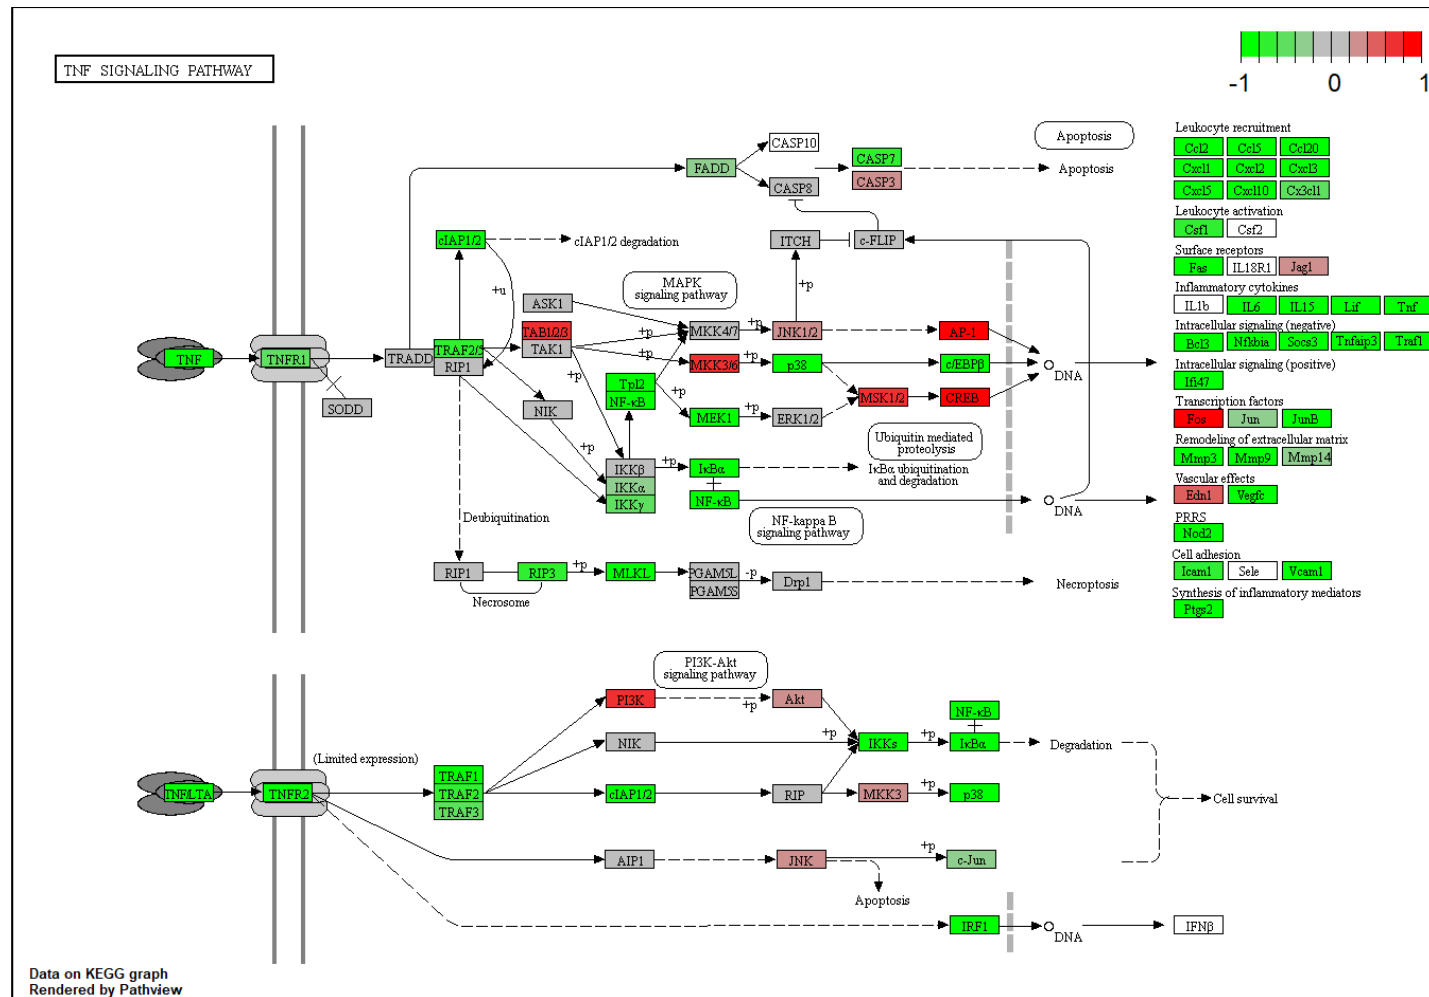 TNF SIGNALING PATHWAY
-1 0 1
Apoptosis
Leukocyte recruitment
Ccl2 Ccl5 Ccl20
Cxcl1 Cxcl2 Cxcl3
Cxcl5 Cxcl10 Cx3cl1
Leukocyte activation
Csf1 Csf2
Surface receptors
Fas IL18R1 Jag1
Inflammatory cytokines
IL1b IL6 IL15 Lif Tnf
Intracellular signaling (negative)
Bcl3 Nfkbia Socs3 Tnfaip3 Traf1
Intracellular signaling (positive)
Ifi47
Transcription factors
Fos Jun JunB
Remodeling of extracellular matrix
Mmp3 Mmp9 Mmp14
Vascular effects
Edn1 Vegfc
PRRS
Nod2
Cell adhesion
Icam1 Sele Vcam1
Synthesis of inflammatory mediators
Ptgs2
CASP10
FADD CASP7 Apoptosis
CASP8 CASP3
cIAP1/2 cIAP1/2 degradation ITCH c-FLIP
+u
+p
MAPK
signaling pathway
ASK1
TAB1/2/3 +p MKK4/7 +p JNK1/2 AP-1
TNF TNFR1 TRADD TRAF2/5 TAK1
RIP1 +p MKK3/6 +p p38 c/EBPβ DNA
+p
SODD NIK Tpl2 +p MSK1/2 CREB
NF-κB MEK1 +p ERK1/2
+p
Ubiquitin mediated
proteolysis
IKKβ +p IκBα IκBα ubiquitination
and degradation
IKKα
IKKγ NF-κB DNA
Deubiquitination
NF-kappa B
signaling pathway
RIP1 RIP3 +p MLKL PGAM5L -p Drp1 Necroptosis
PGAM5S
Necrosome
PI3K-Akt
signaling pathway
PI3K +p Akt
NF-κB
NIK +p IKKs +p IκBα Degradation
(Limited expression)
TNF/LTA TNFR2 TRAF1
TRAF2 cIAP1/2 RIP MKK3 +p p38 Cell survival
TRAF3
AIP1 JNK +p c-Jun
Apoptosis
IRF1 DNA IFNβ
Data on KEGG graph
Rendered by Pathview